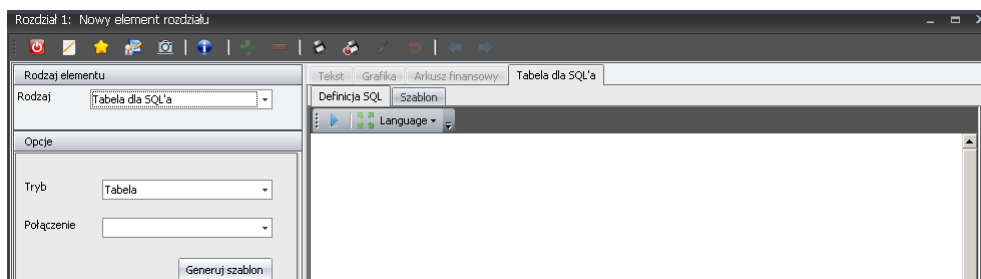 Rozdział 1: Nowy element rozdziału
Rodzaj elementu
Rodzaj Tabela dla SQL'a
Opcje
Tryb Tabela
Połączenie
Generuj szablon
Tekst Grafika Arkusz finansowy Tabela dla SQL'a
Definicja SQL Szablon
Language